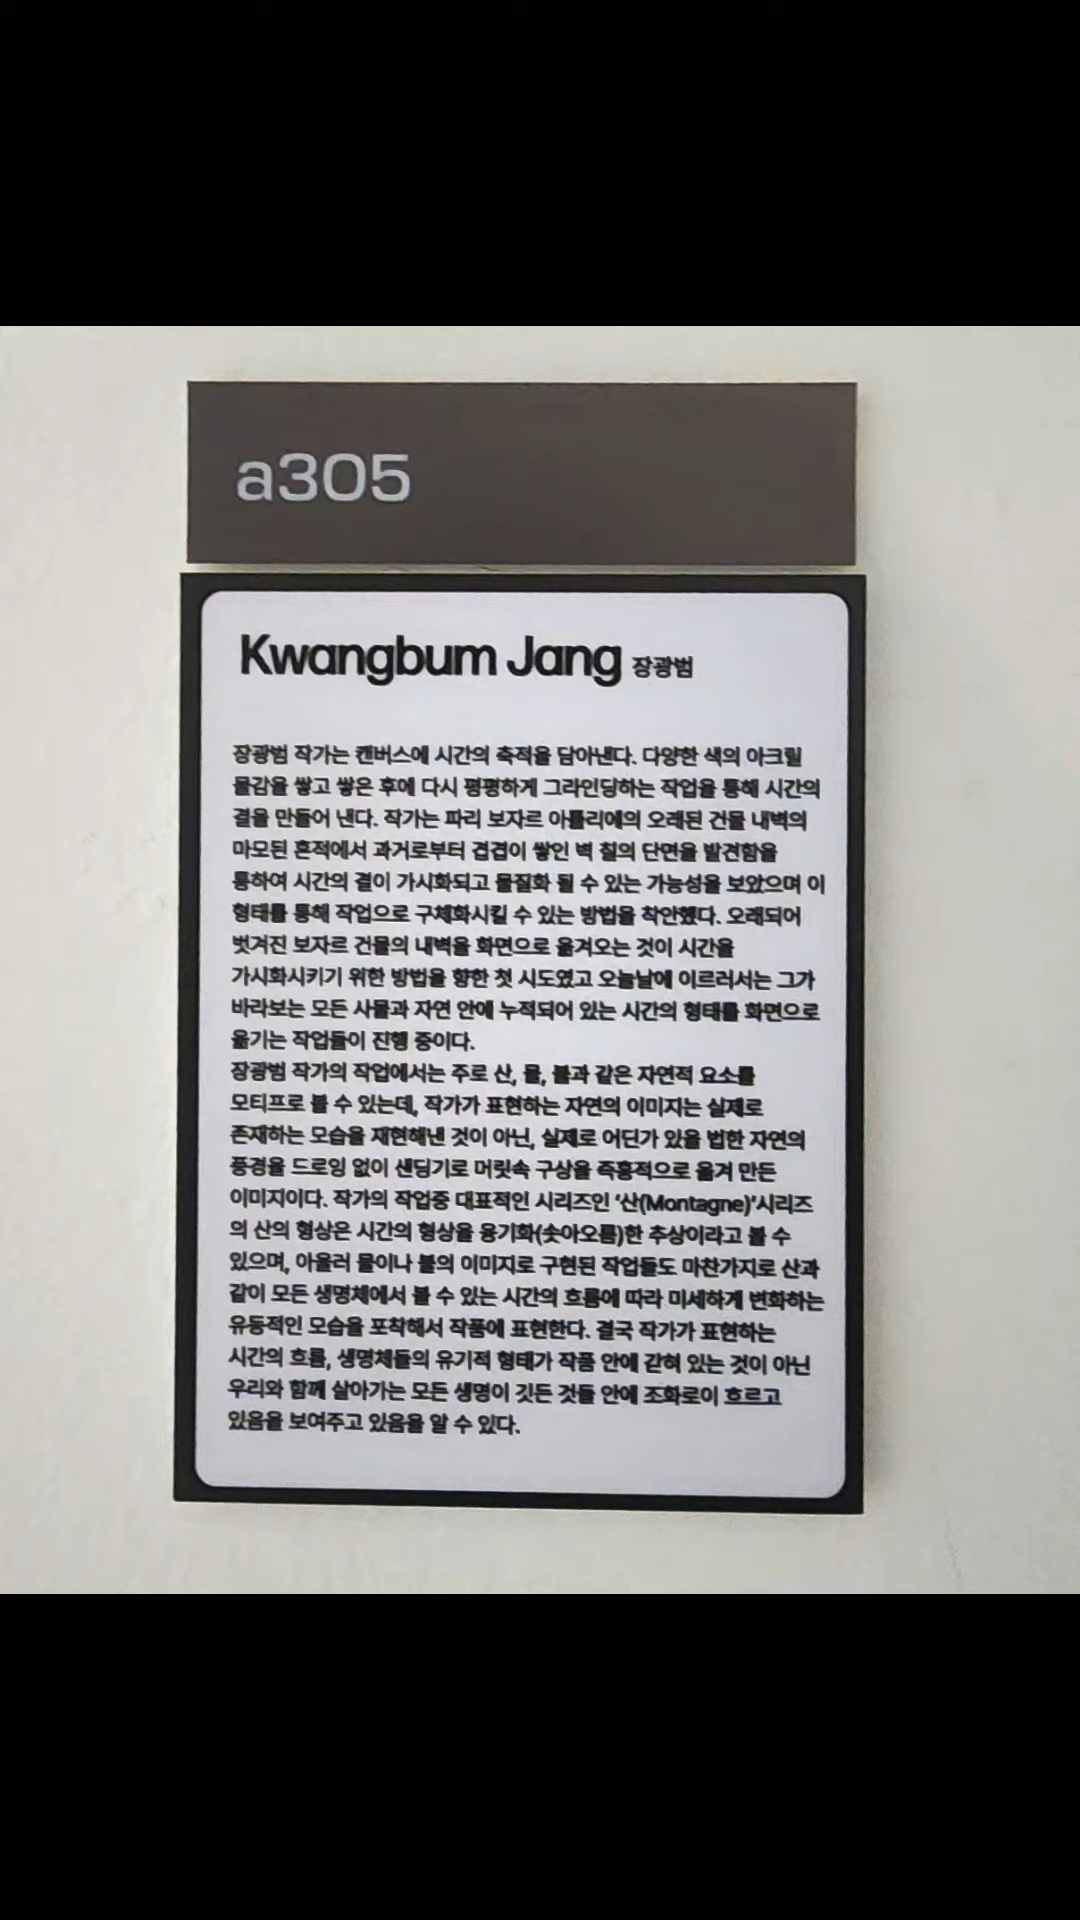 a305
Kwangbum Jang 장광범
장광범 작가는 캔버스에 시간의 축적을 담아낸다. 다양한 색의 아크릴
물감을 쌓고 쌓은 후에 다시 평평하게 그라인딩하는 작업을 통해 시간의
결을 만들어 낸다. 작가는 파리 보자르 아틀리에의 오래된 건물 내벽의
마모된 흔적에서 과거로부터 겹겹이 쌓인 벽 칠의 단면을 발견함을
통하여 시간의 결이 가시화되고 물질화 될 수 있는 가능성을 보았으며 이
형태를 통해 작업으로 구체화시킬 수 있는 방법을 착안했다. 오래되어
벗겨진 보자르 건물의 내벽을 화면으로 옮겨오는 것이 시간을
가시화시키기 위한 방법을 향한 첫 시도였고 오늘날에 이르러서는 그가
바라보는 모든 사물과 자연 안에 누적되어 있는 시간의 형태를 화면으로
옮기는 작업들이 진행 중이다.
장광범 작가의 작업에서는 주로 산, 물, 불과 같은 자연적 요소를
모티프로 볼 수 있는데, 작가가 표현하는 자연의 이미지는 실제로
존재하는 모습을 재현해낸 것이 아닌, 실제로 어딘가 있을 법한 자연의
풍경을 드로잉 없이 샌딩기로 머릿속 구상을 즉흥적으로 옮겨 만든
이미지이다. 작가의 작업중 대표적인 시리즈인 ‘산(Montagne)’시리즈
의 산의 형상은 시간의 형상을 융기화(솟아오름)한 추상이라고 볼 수
있으며, 아울러 물이나 불의 이미지로 구현된 작업들도 마찬가지로 산과
같이 모든 생명체에서 볼 수 있는 시간의 흐름에 따라 미세하게 변화하는
유동적인 모습을 포착해서 작품에 표현한다. 결국 작가가 표현하는
시간의 흐름, 생명체들의 유기적 형태가 작품 안에 갇혀 있는 것이 아닌
우리와 함께 살아가는 모든 생명이 깃든 것들 안에 조화로이 흐르고
있음을 보여주고 있음을 알 수 있다.